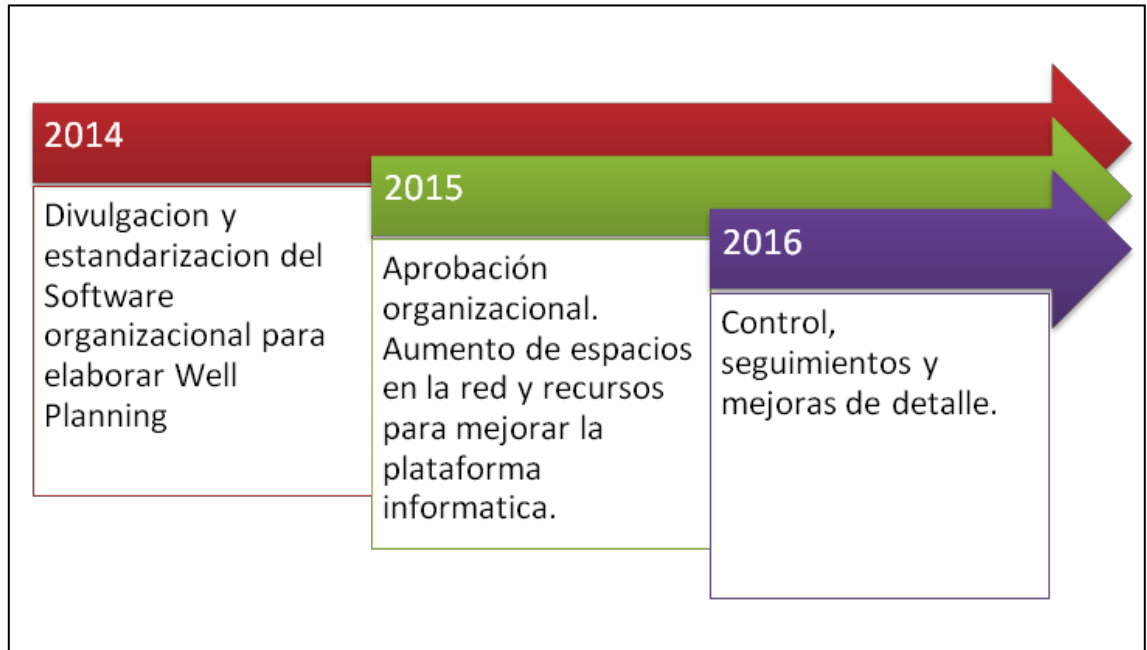 2014
Divulgacion y
estandarizacion del
Software
organizacional para
elaborar Well
Planning
2015
Aprobación
organizacional.
Aumento de espacios
en la red y recursos
para mejorar la
plataforma
informatica.
2016
Control,
seguimientos y
mejoras de detalle.